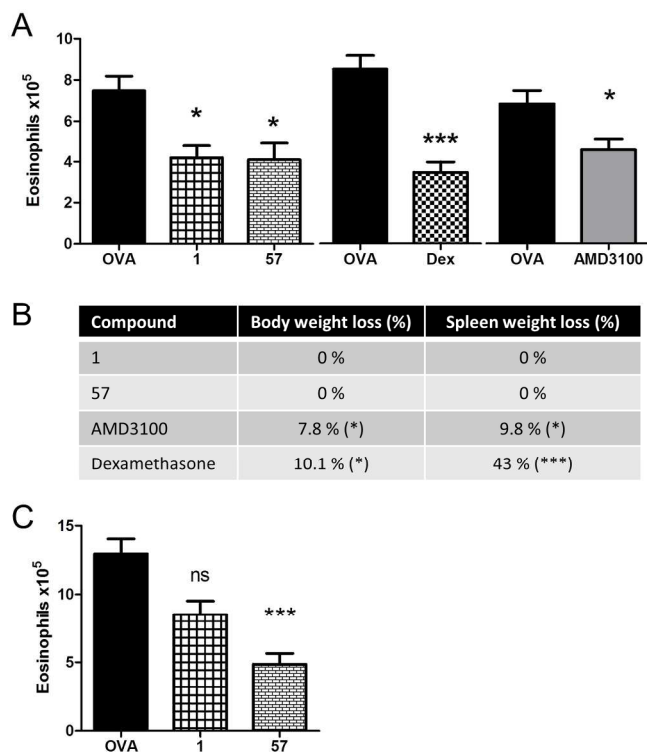 A
Eosinophils x10⁵
10
8
6
4
2
0
*
*
***
*
OVA 1 57 OVA Dex OVA AMD3100
B
Compound Body weight loss (%) Spleen weight loss (%)
1 0 % 0 %
57 0 % 0 %
AMD3100 7.8 % (*) 9.8 % (*)
Dexamethasone 10.1 % (*) 43 % (***)
C
Eosinophils x10⁵
15
10
5
0
ns
***
OVA 1 57